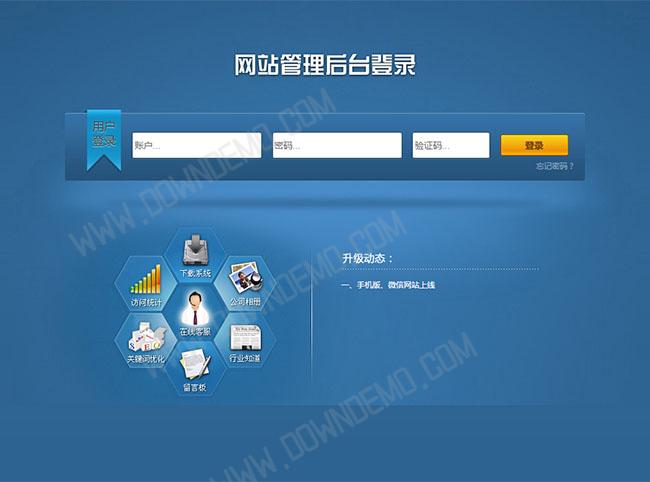 网站管理后台登录
用户
登录
账户...
密码...
验证码...
登录
忘记密码？
下载系统
访问统计
公司相册
在线客服
关键词优化
行业知道
留言板
升级动态：
一、手机版、微信网站上线
WWW.DOWNDEMO.COM
WWW.DOWNDEMO.COM
WWW.DOWNDEMO.COM